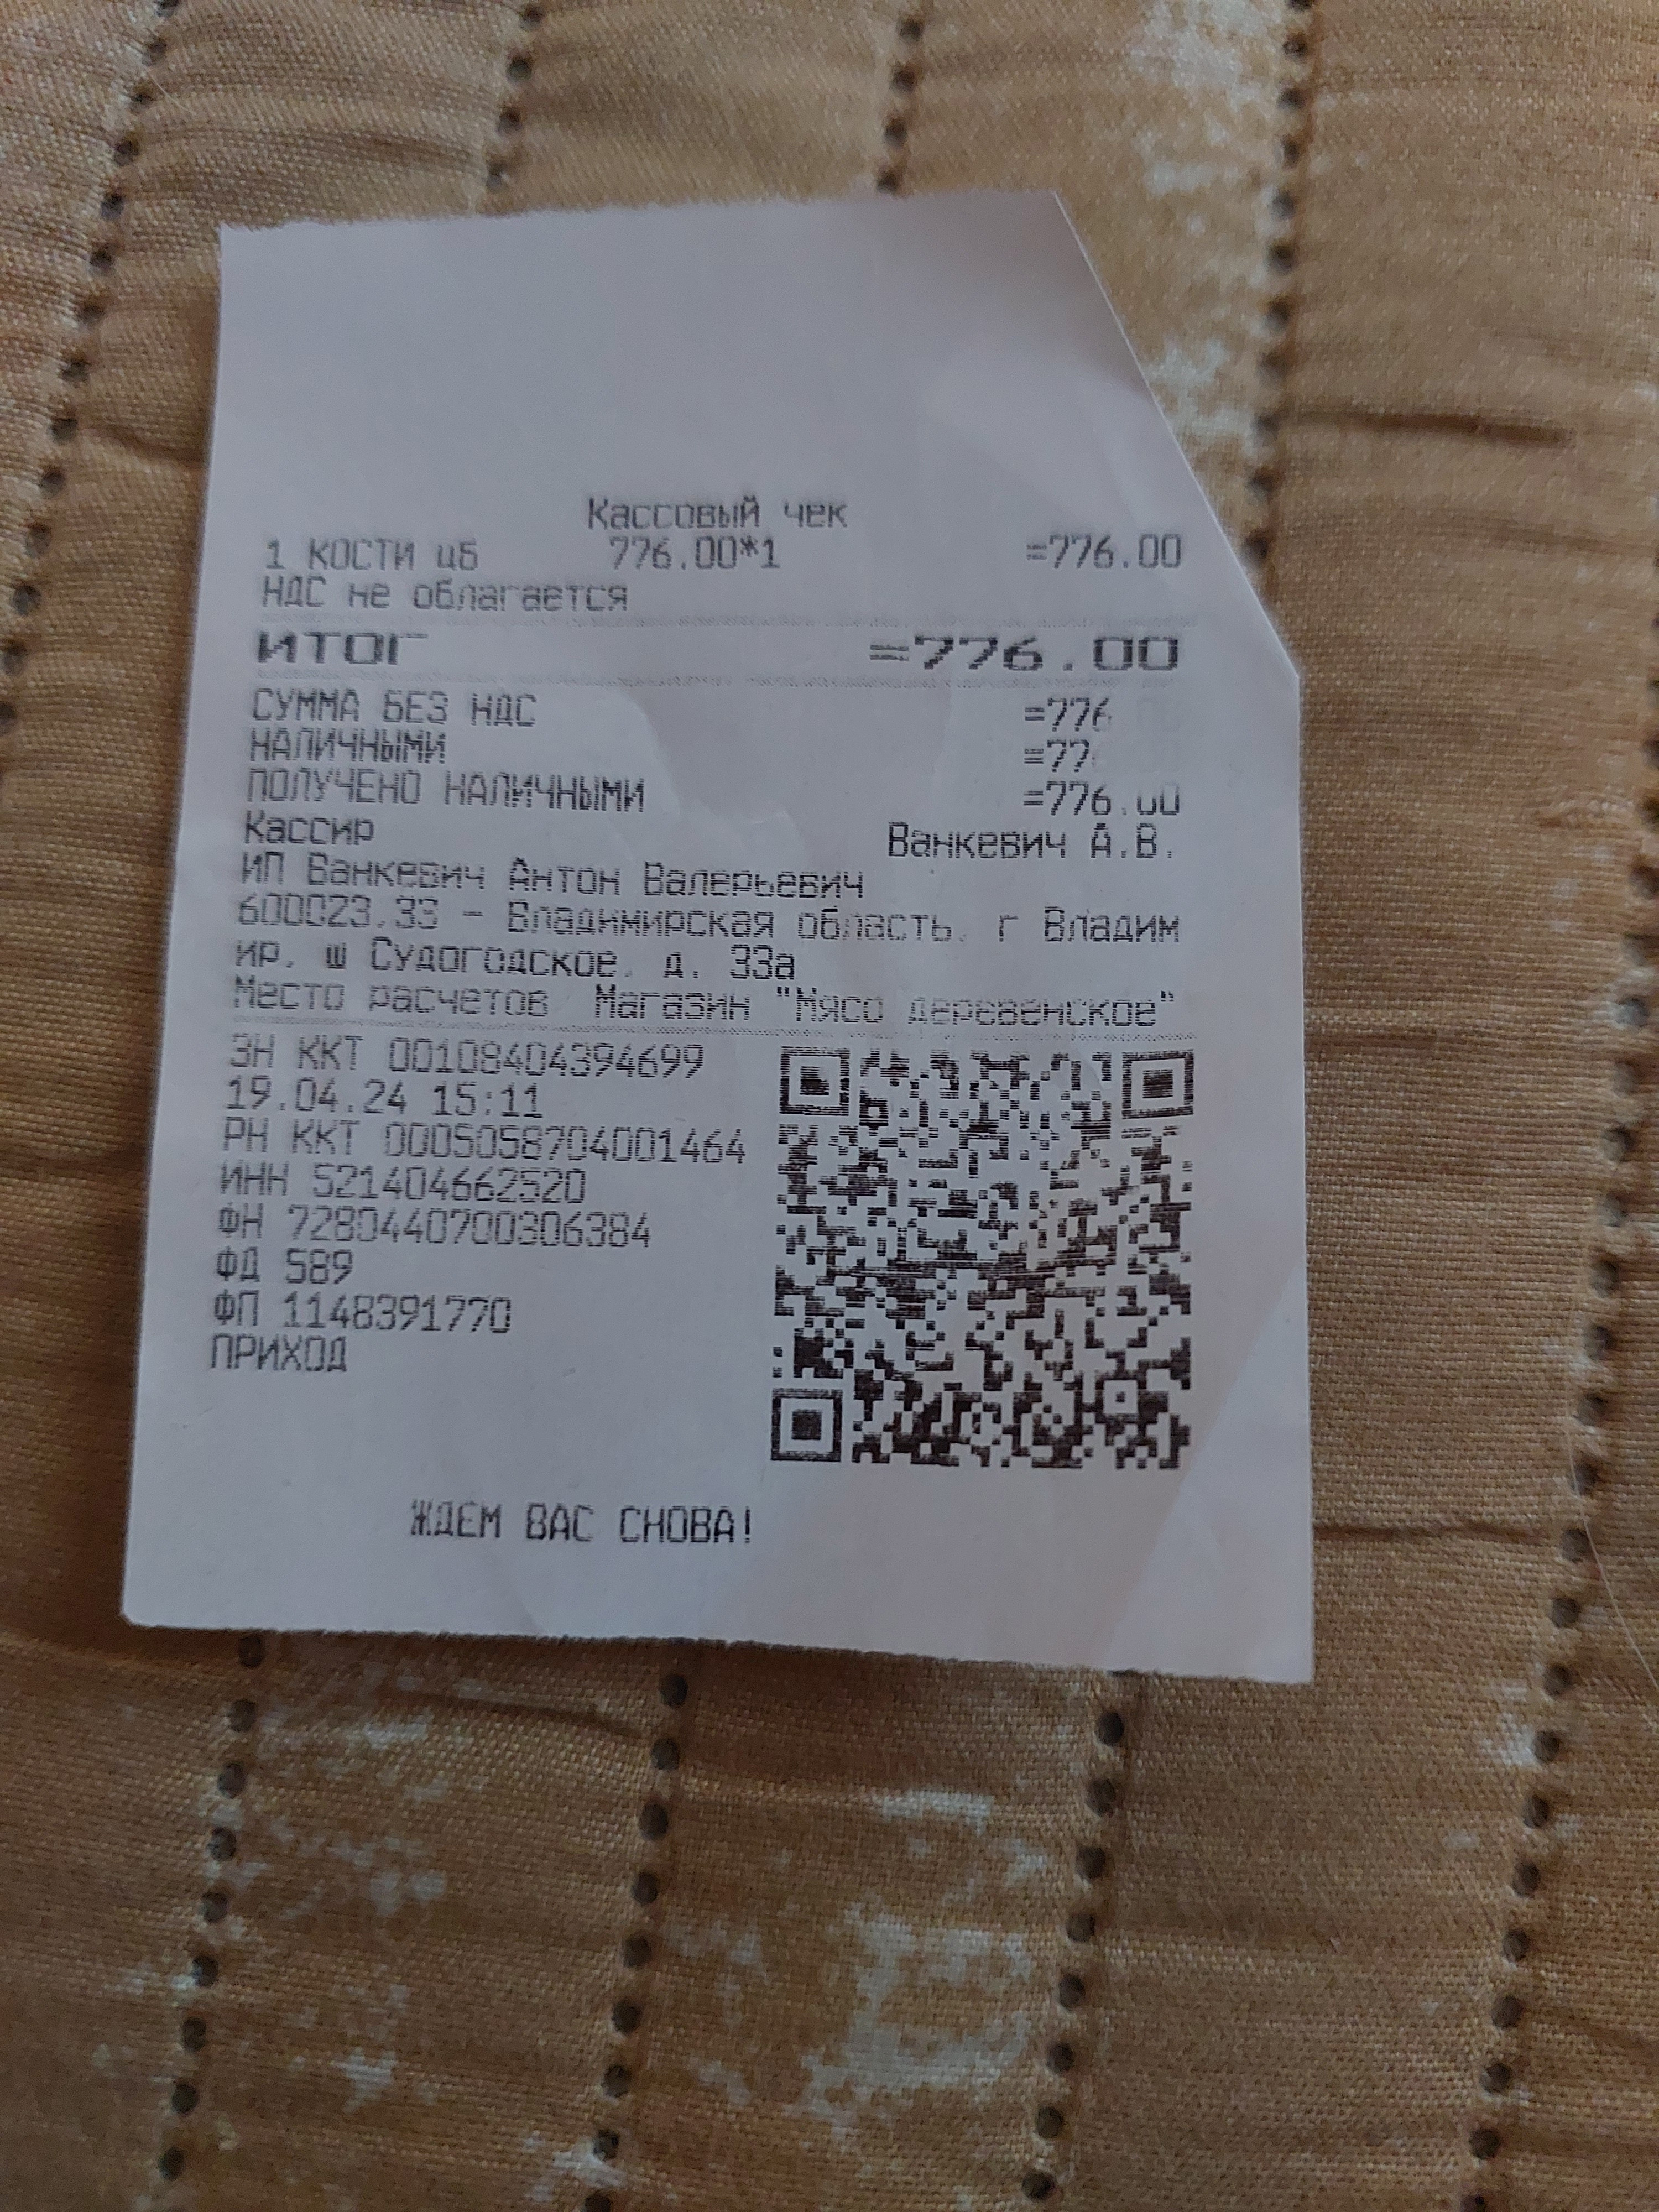 Кассовый чек
1 КОСТИ цб 776.00*1 =776.00
НДС не облагается
ИТОГ =776.00
СУММА БЕЗ НДС =776
НАЛИЧНЫМИ =77
ПОЛУЧЕНО НАЛИЧНЫМИ =776.00
Кассир Ванкевич А.В.
ИП Ванкевич Антон Валерьевич
600023,33 - Владимирская область, г Владим
ир, ш Судогодское, д. 33а
Место расчетов Магазин "Мясо деревенское"
ЗН ККТ 00108404394699
19.04.24 15:11
РН ККТ 0005058704001464
ИНН 521404662520
ФН 7280440700306384
ФД 589
ФП 1148391770
ПРИХОД
ЖДЕМ ВАС СНОВА!